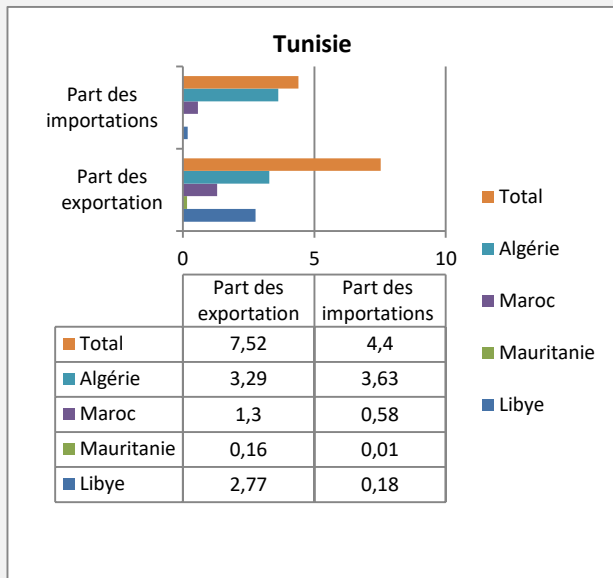 Tunisie
Part des
importations
Part des
exportation
0 5 10
Total
Algérie
Maroc
Mauritanie
Libye
Part des exportation Part des importations
Total 7,52 4,4
Algérie 3,29 3,63
Maroc 1,3 0,58
Mauritanie 0,16 0,01
Libye 2,77 0,18